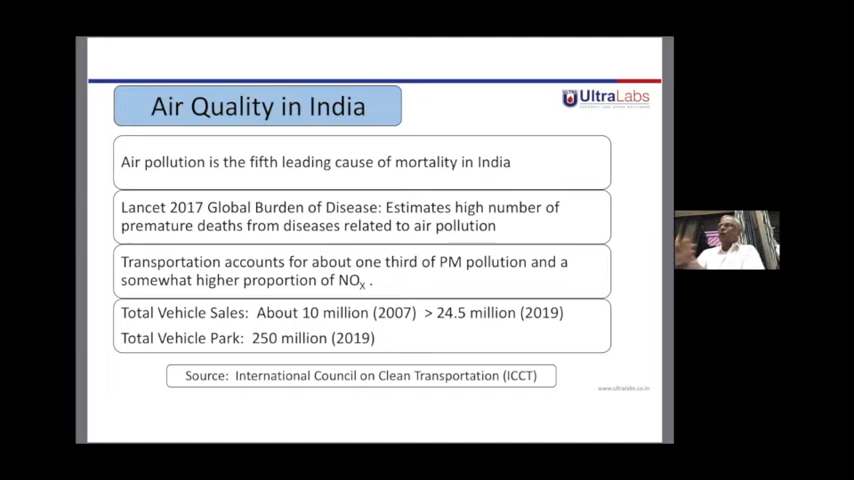 Air Quality in India
UltraLabs
Air pollution is the fifth leading cause of mortality in India
Lancet 2017 Global Burden of Disease: Estimates high number of
premature deaths from diseases related to air pollution
Transportation accounts for about one third of PM pollution and a
somewhat higher proportion of NOX .
Total Vehicle Sales: About 10 million (2007) > 24.5 million (2019)
Total Vehicle Park: 250 million (2019)
Source: International Council on Clean Transportation (ICCT)
www.ultralabs.co.in